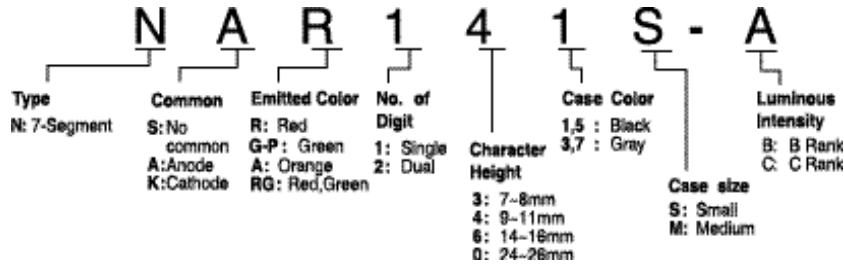 N A R 1 4 1 S - A
Type
N: 7-Segment
Common
S: No
common
A: Anode
K: Cathode
Emitted Color
R: Red
G-P: Green
A: Orange
RG: Red,Green
No. of
Digit
1: Single
2: Dual
Character
Height
3: 7~8mm
4: 9~11mm
6: 14~16mm
0: 24~26mm
Case Color
1,5 : Black
3,7 : Gray
Case size
S: Small
M: Medium
Luminous
Intensity
B: B Rank
C: C Rank